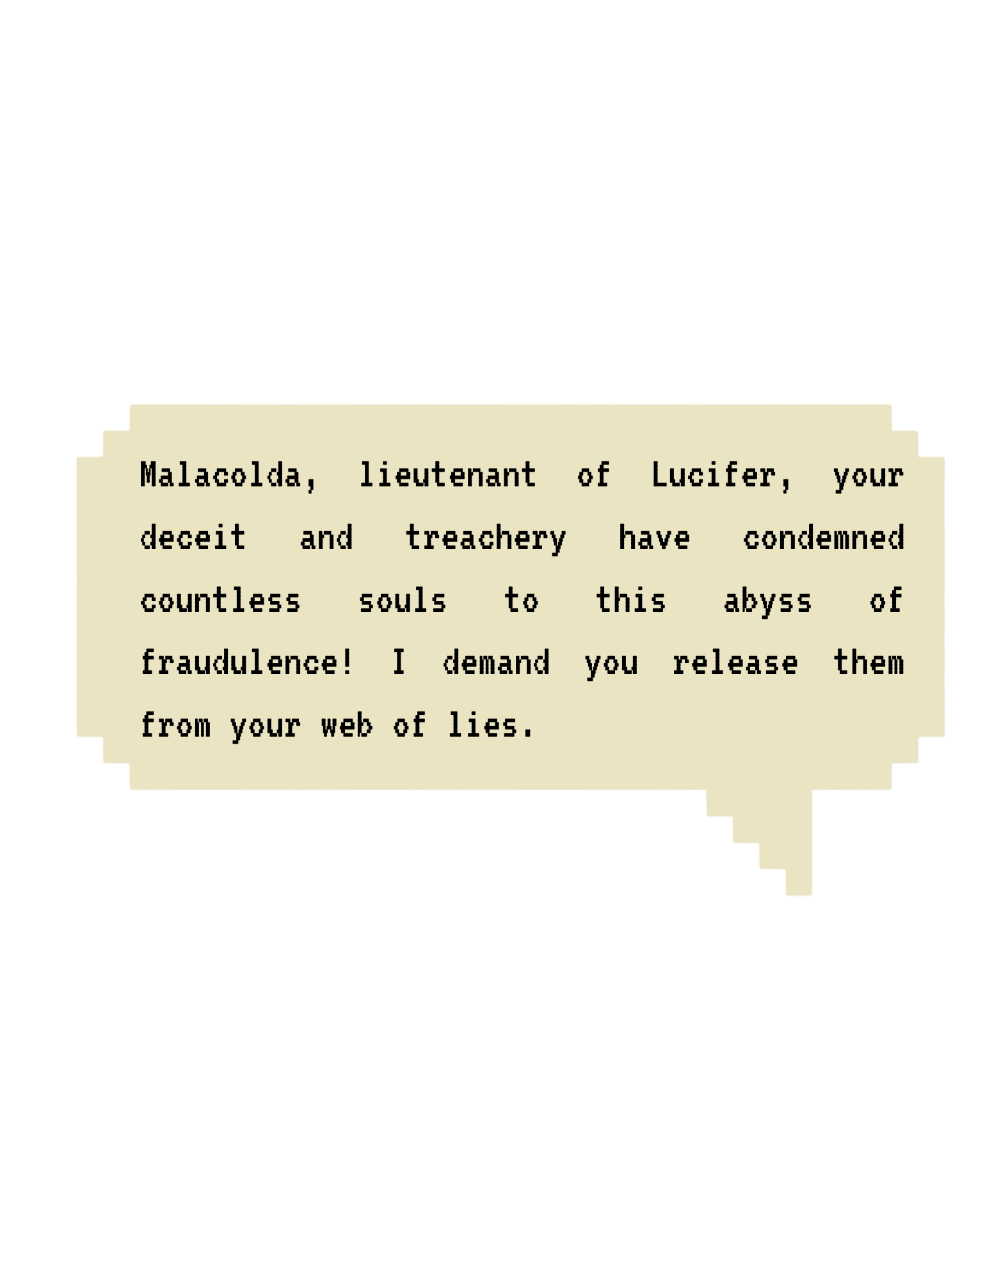 Malacolda, lieutenant of Lucifer, your
deceit and treachery have condemned
countless souls to this abyss of
fraudulence! I demand you release them
from your web of lies.